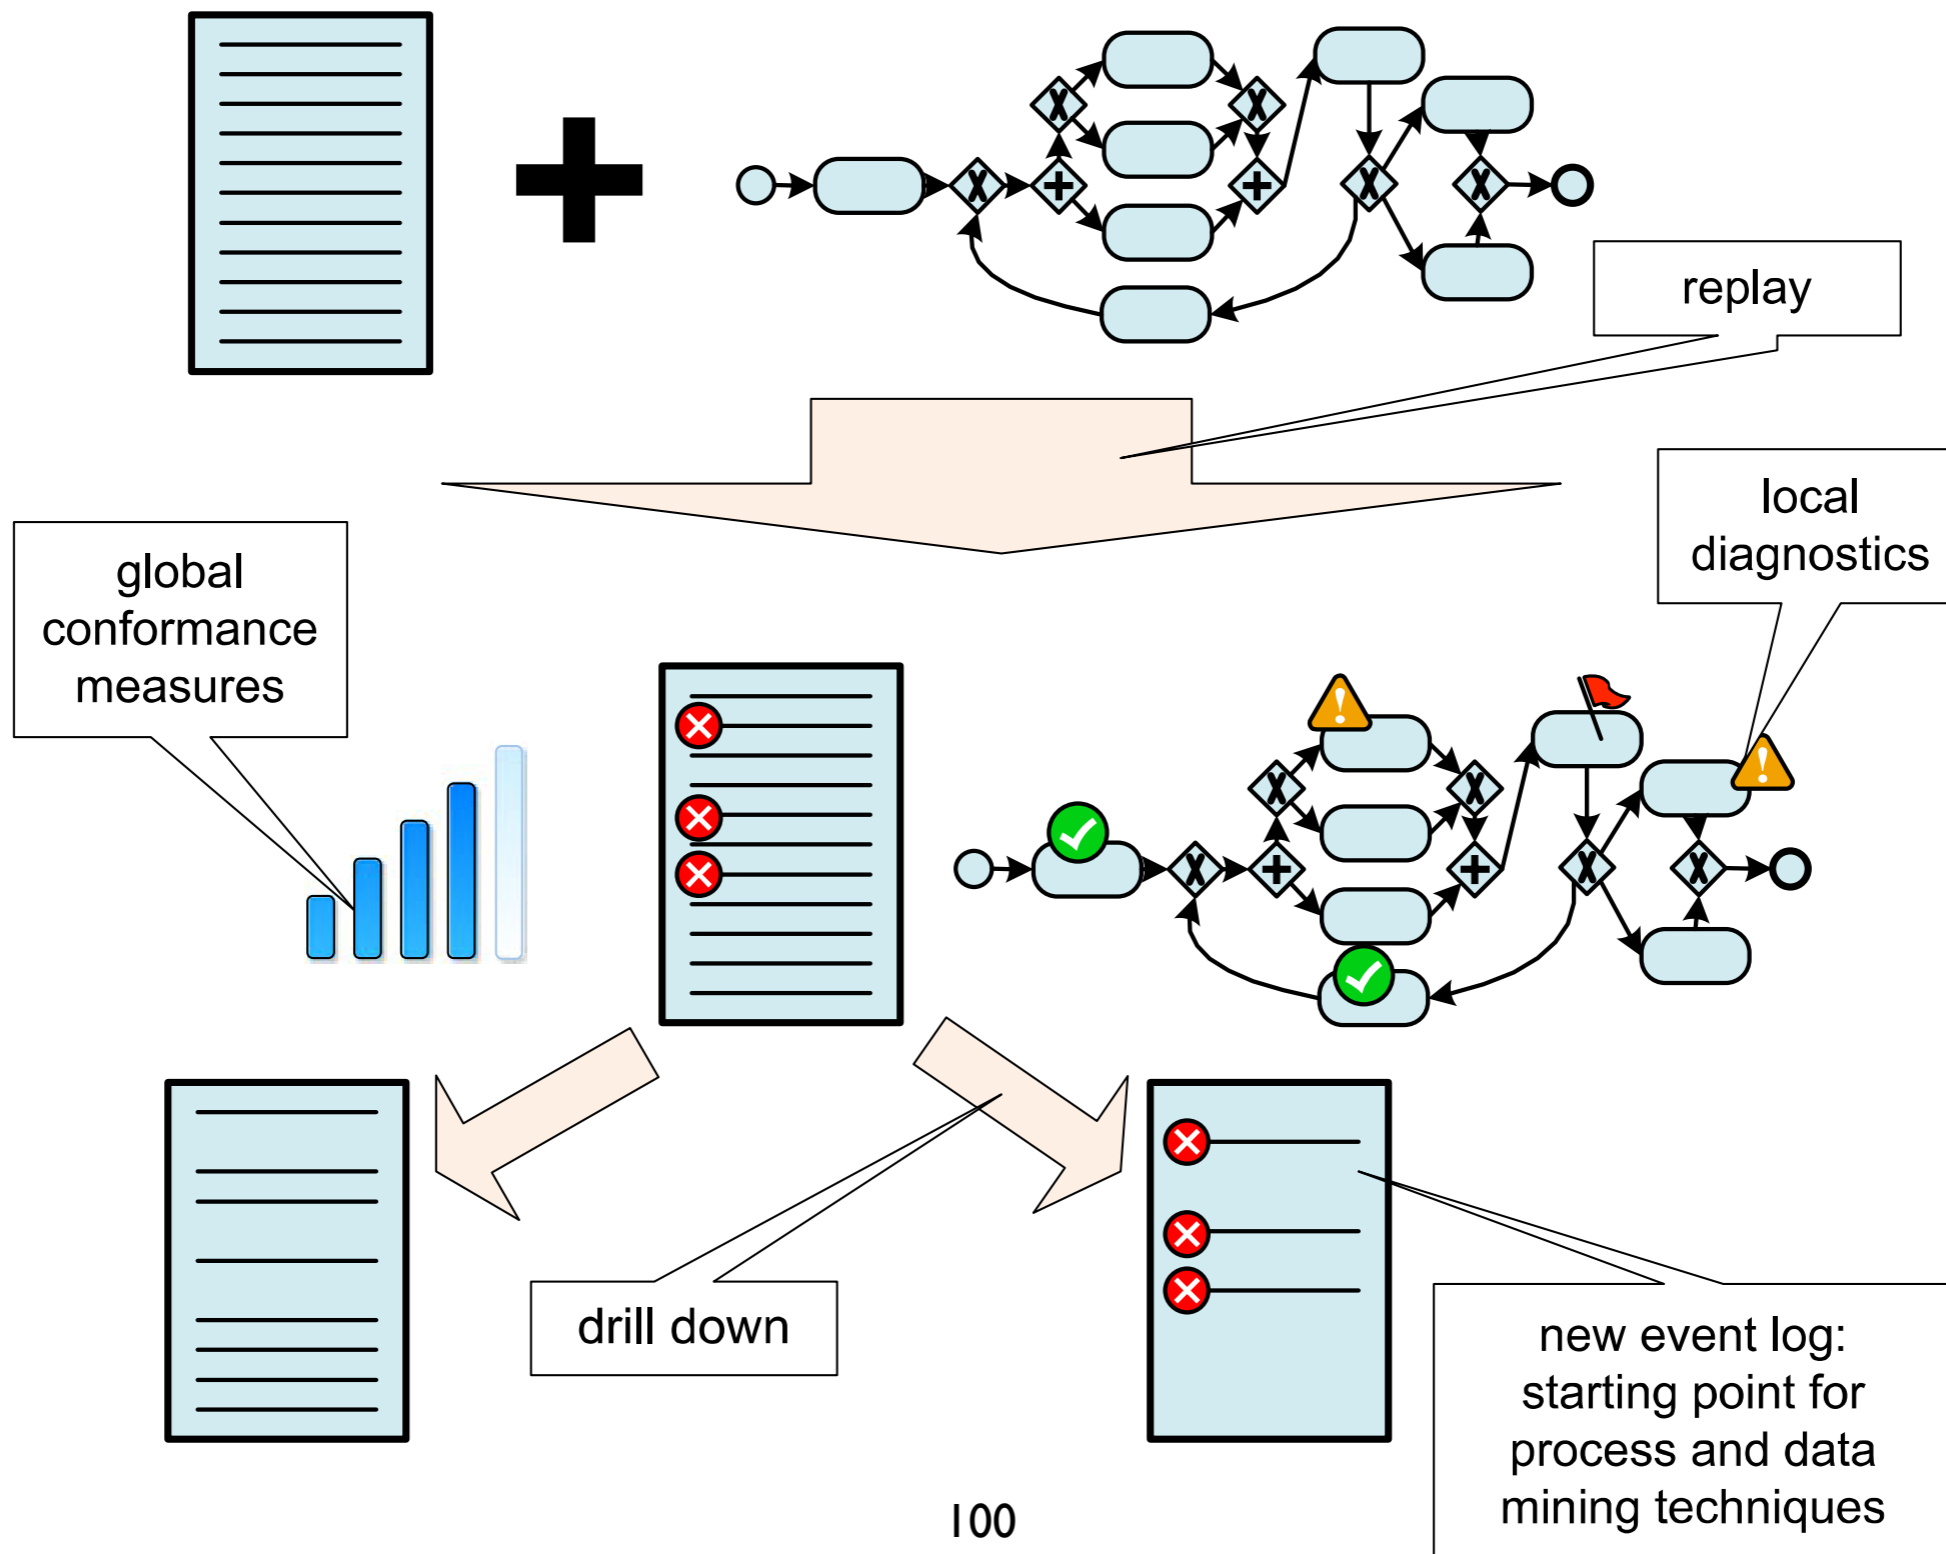 replay
local
diagnostics
global
conformance
measures
drill down
new event log:
starting point for
process and data
mining techniques
100